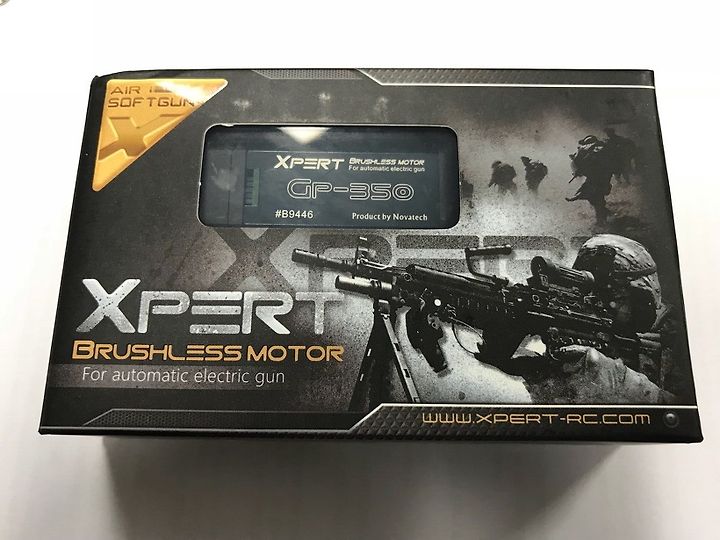 AIR
SOFTGUN
XPERT BRUSHLESS MOTOR
For automatic electric gun
GP-350
#B9446
Product by Novatech
XPERT
XPERT
BRUSHLESS MOTOR
For automatic electric gun
WWW.XPERT-RC.COM